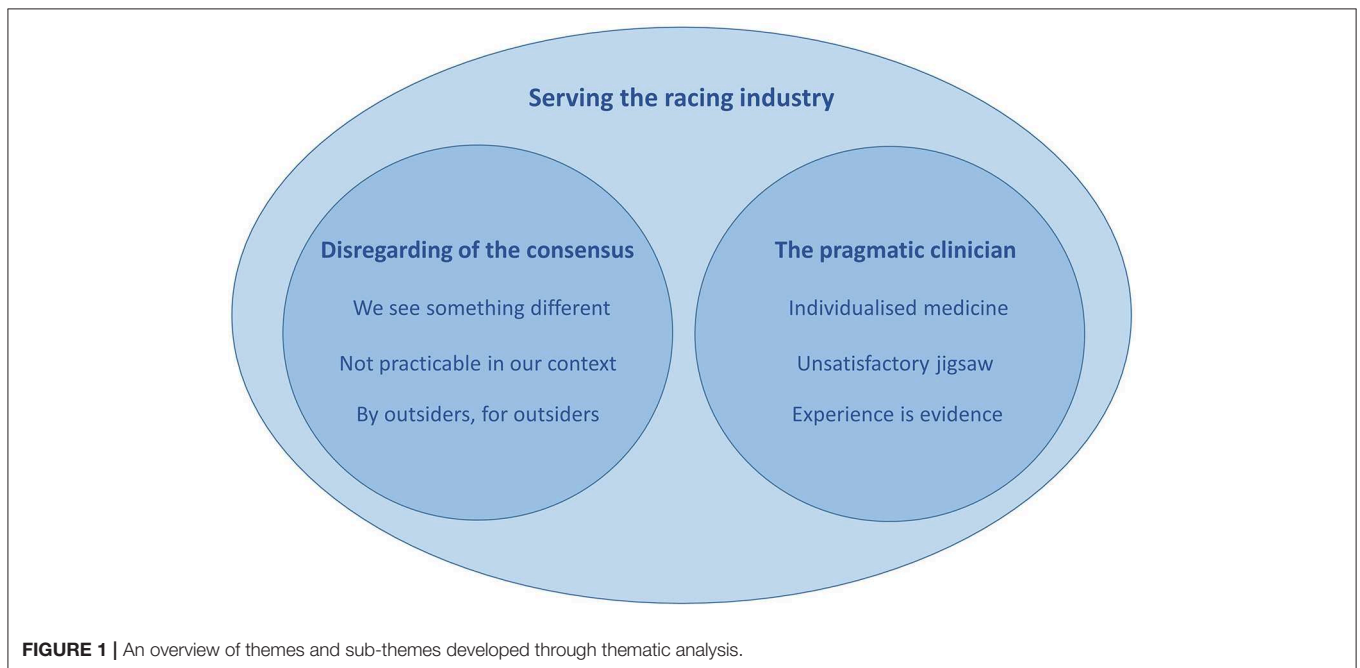 Serving the racing industry
Disregarding of the consensus
We see something different
Not practicable in our context
By outsiders, for outsiders
The pragmatic clinician
Individualised medicine
Unsatisfactory jigsaw
Experience is evidence
FIGURE 1 | An overview of themes and sub-themes developed through thematic analysis.